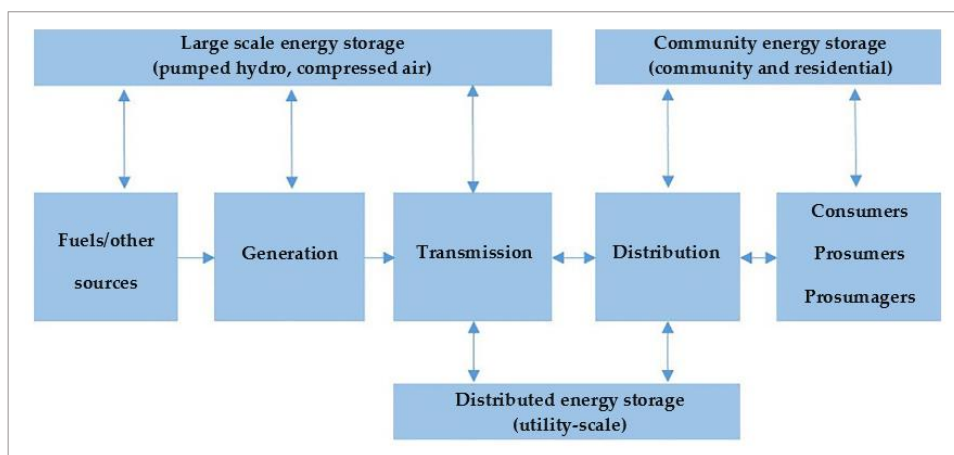 Large scale energy storage
(pumped hydro, compressed air)
Community energy storage
(community and residential)
Fuels/other
sources
Generation
Transmission
Distribution
Consumers
Prosumers
Prosumagers
Distributed energy storage
(utility-scale)